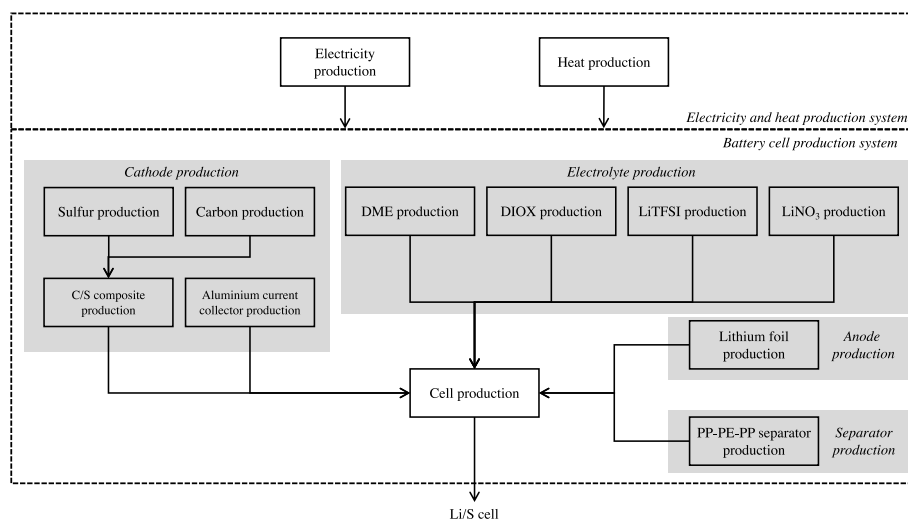 Electricity
production
Heat production
Electricity and heat production system
Battery cell production system
Cathode production
Electrolyte production
Sulfur production
Carbon production
DME production
DIOX production
LiTFSI production
LiNO₃ production
C/S composite
production
Aluminium current
collector production
Lithium foil
production
Anode
production
Cell production
PP-PE-PP separator
production
Separator
production
Li/S cell